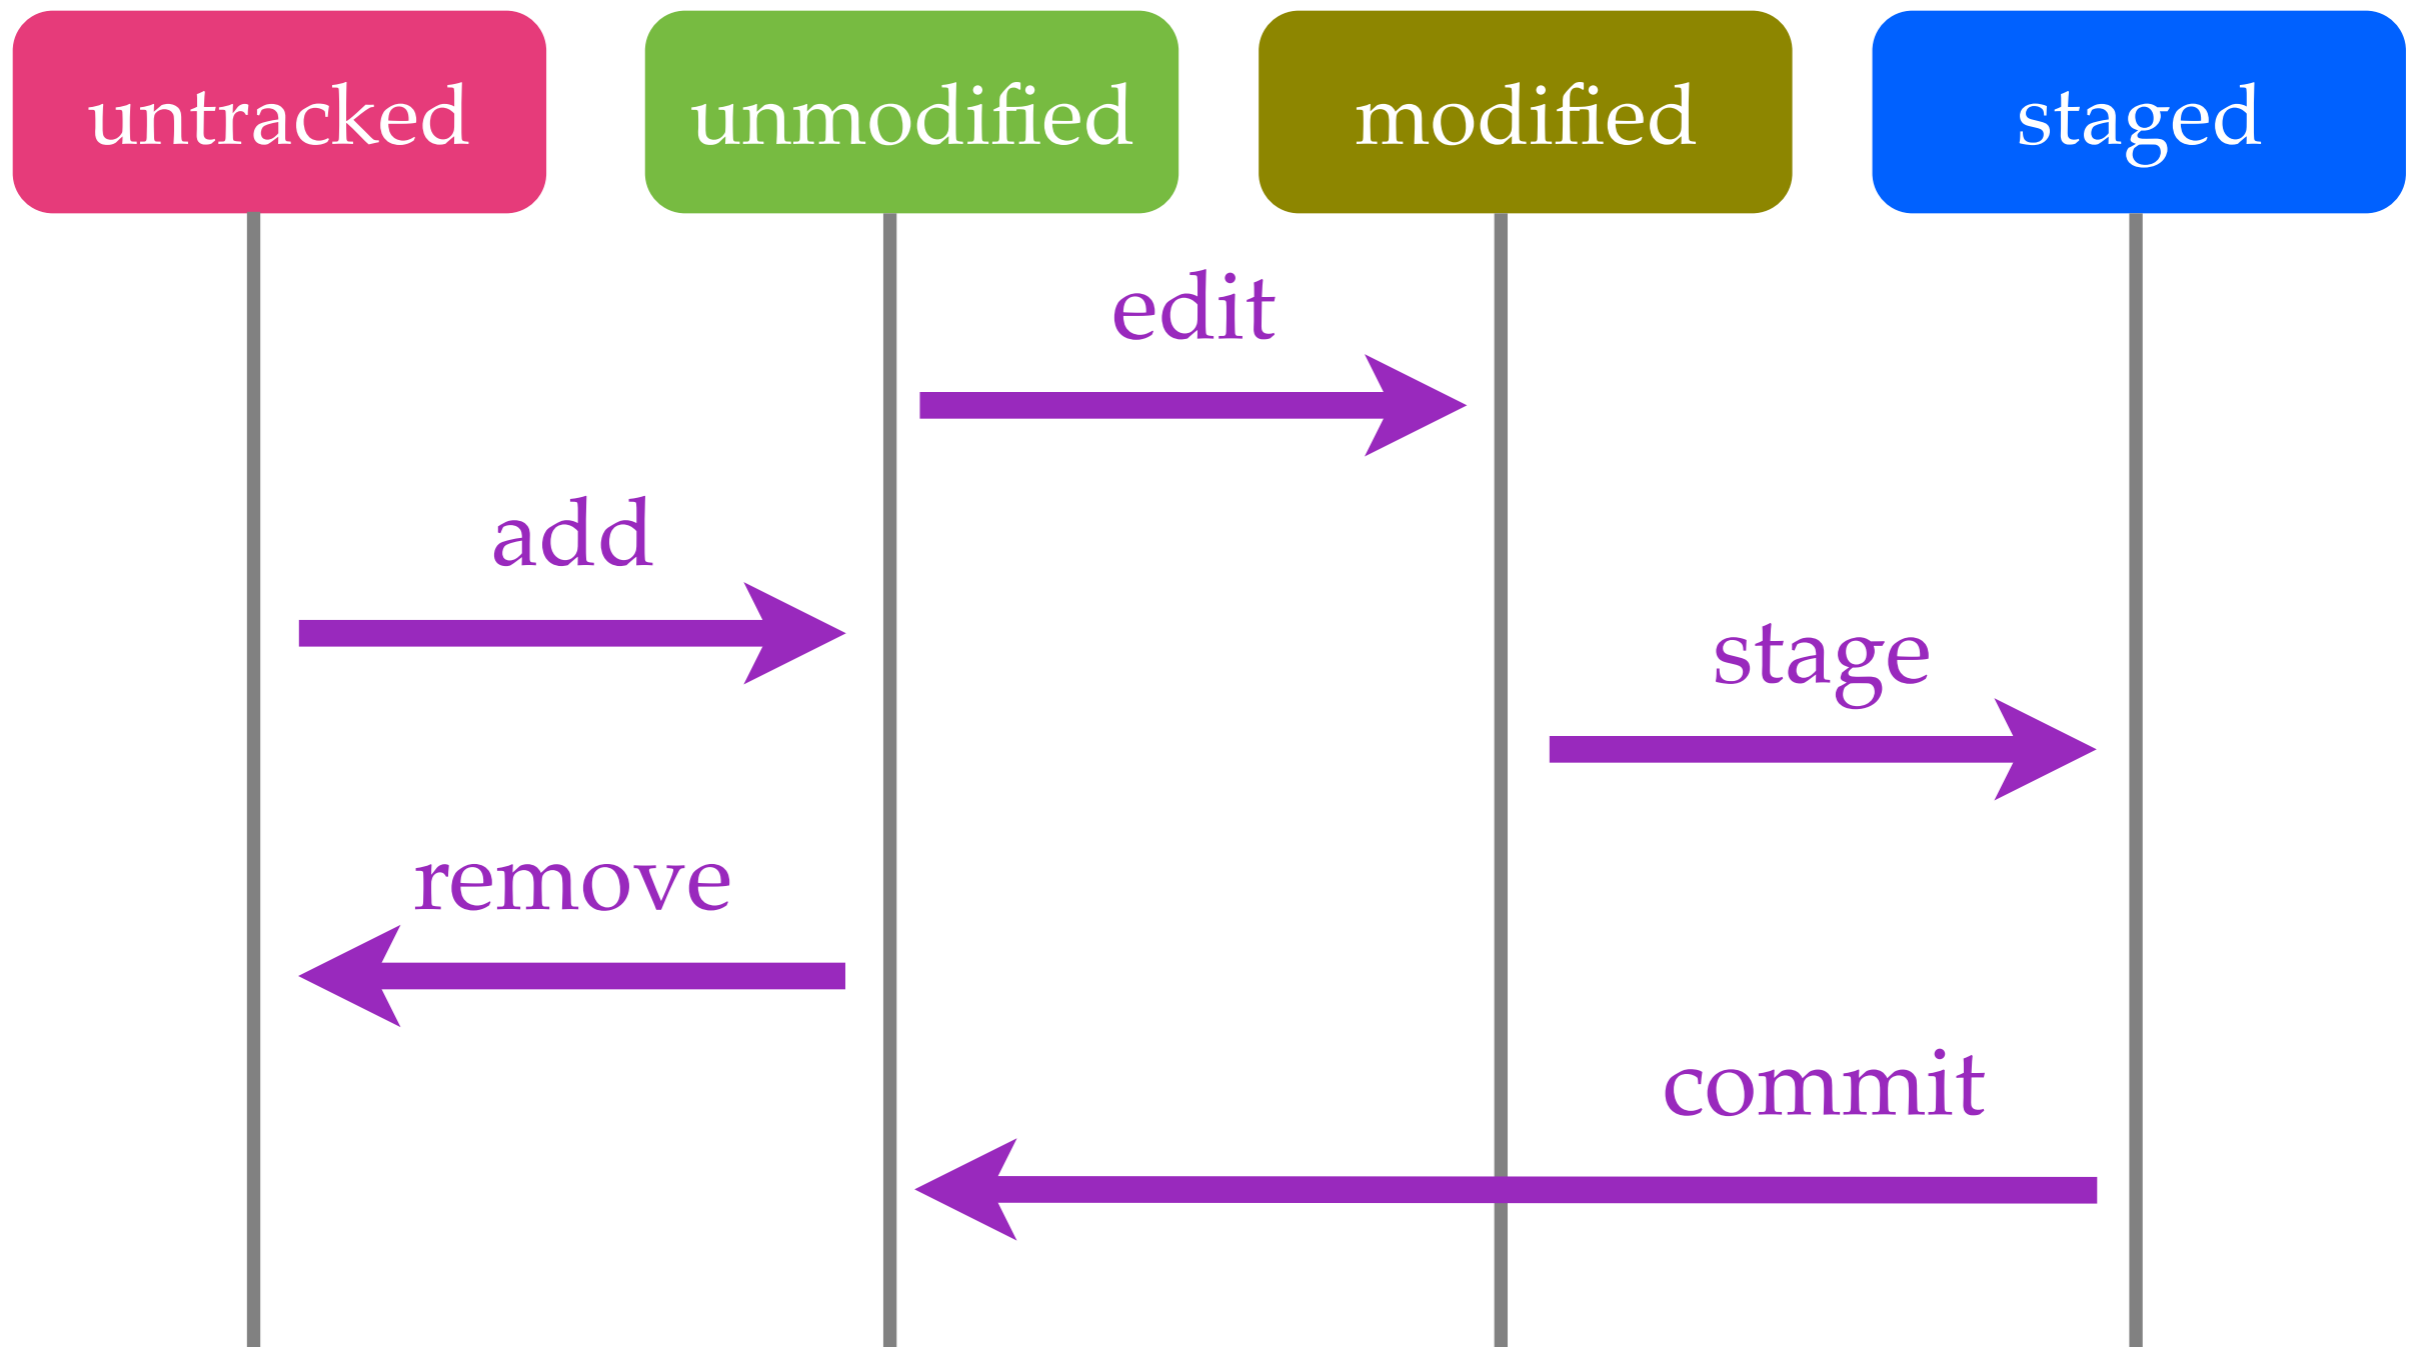 untracked
unmodified
modified
staged
edit
add
stage
remove
commit